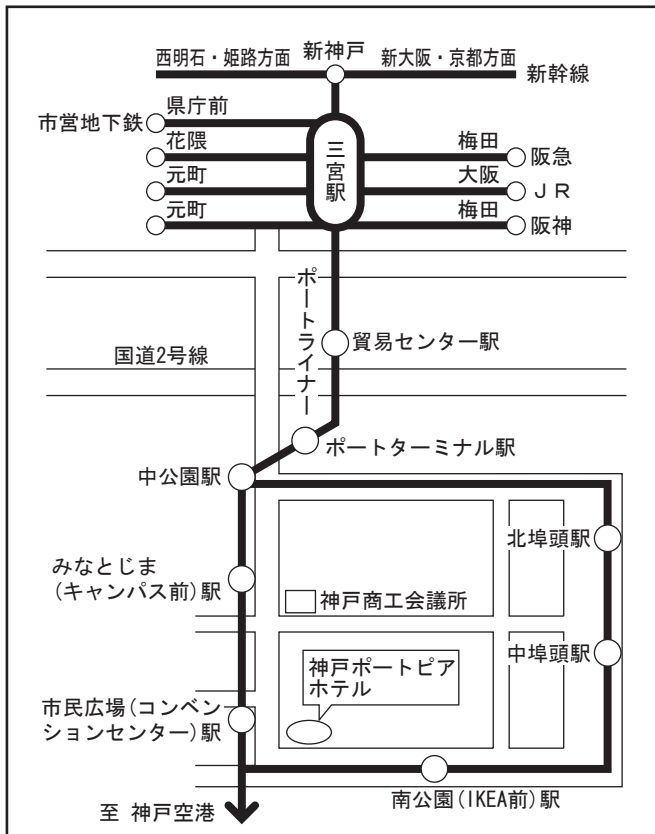 新神戸
西明石・姫路方面
新大阪・京都方面
新幹線
県庁前
市営地下鉄
花隈
三宮駅
梅田
阪急
元町
大阪
ＪＲ
元町
梅田
阪神
ポートライナー
貿易センター駅
国道2号線
ポートターミナル駅
中公園駅
北埠頭駅
みなとじま
(キャンパス前)駅
神戸商工会議所
中埠頭駅
神戸ポートピア
ホテル
市民広場(コンベン
ションセンター)駅
南公園(IKEA前)駅
至 神戸空港